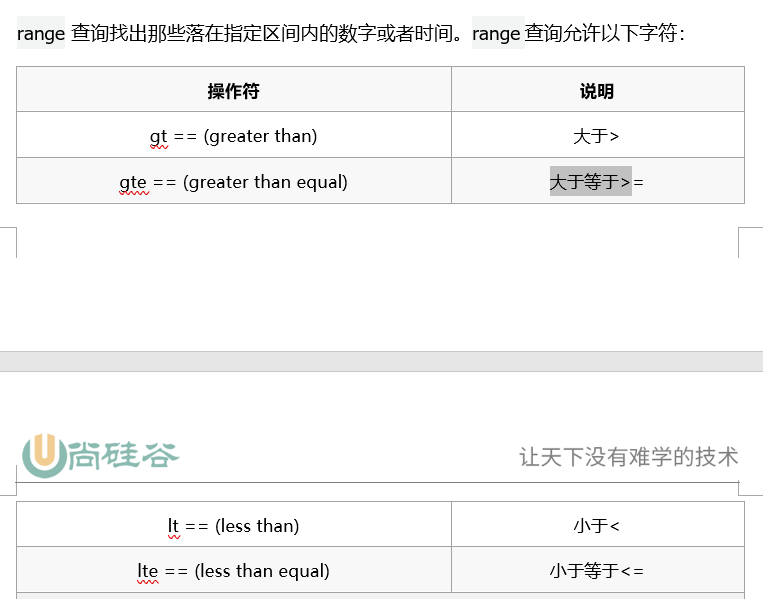 range 查询找出那些落在指定区间内的数字或者时间。range 查询允许以下字符：
操作符 说明
gt == (greater than) 大于>
gte == (greater than equal) 大于等于>=
尚硅谷 让天下没有难学的技术
lt == (less than) 小于<
lte == (less than equal) 小于等于<=